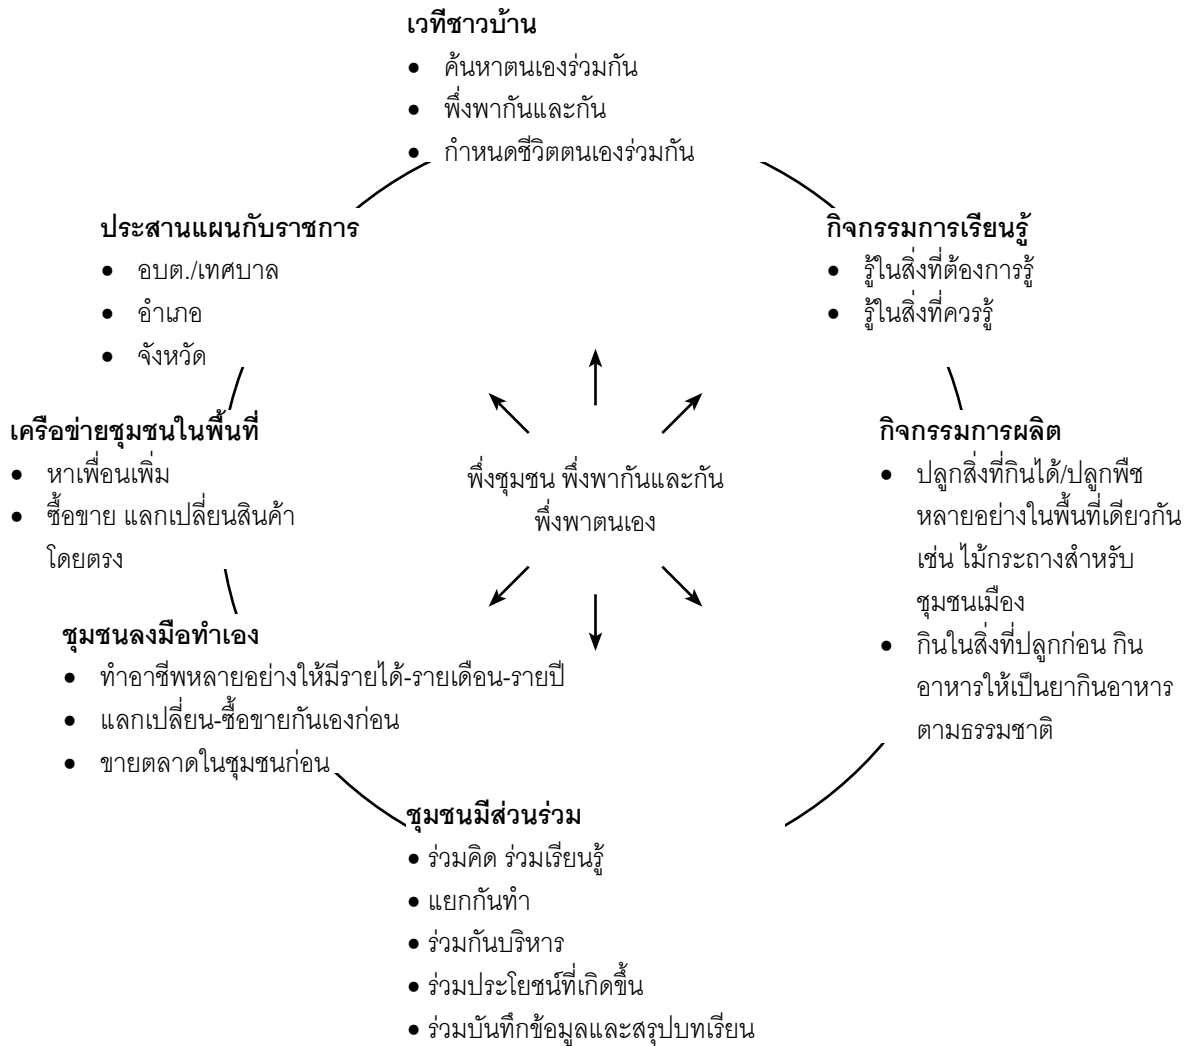 เวทีชาวบ้าน
• ค้นหาตนเองร่วมกัน
• พึ่งพากันและกัน
• กำหนดชีวิตตนเองร่วมกัน
ประสานแผนกับราชการ
• อบต./เทศบาล
• อำเภอ
• จังหวัด
กิจกรรมการเรียนรู้
• รู้ในสิ่งที่ต้องการรู้
• รู้ในสิ่งที่ควรรู้
เครือข่ายชุมชนในพื้นที่
• หาเพื่อนเพิ่ม
• ซื้อขาย แลกเปลี่ยนสินค้า
โดยตรง
พึ่งชุมชน พึ่งพากันและกัน
พึ่งพาตนเอง
กิจกรรมการผลิต
• ปลูกสิ่งที่กินได้/ปลูกพืช
หลายอย่างในพื้นที่เดียวกัน
เช่น ไม้กระถางสำหรับ
ชุมชนเมือง
• กินในสิ่งที่ปลูกก่อน กิน
อาหารให้เป็นยากินอาหาร
ตามธรรมชาติ
ชุมชนลงมือทำเอง
• ทำอาชีพหลายอย่างให้มีรายได้-รายเดือน-รายปี
• แลกเปลี่ยน-ซื้อขายกันเองก่อน
• ขายตลาดในชุมชนก่อน
ชุมชนมีส่วนร่วม
• ร่วมคิด ร่วมเรียนรู้
• แยกกันทำ
• ร่วมกันบริหาร
• ร่วมประโยชน์ที่เกิดขึ้น
• ร่วมบันทึกข้อมูลและสรุปบทเรียน